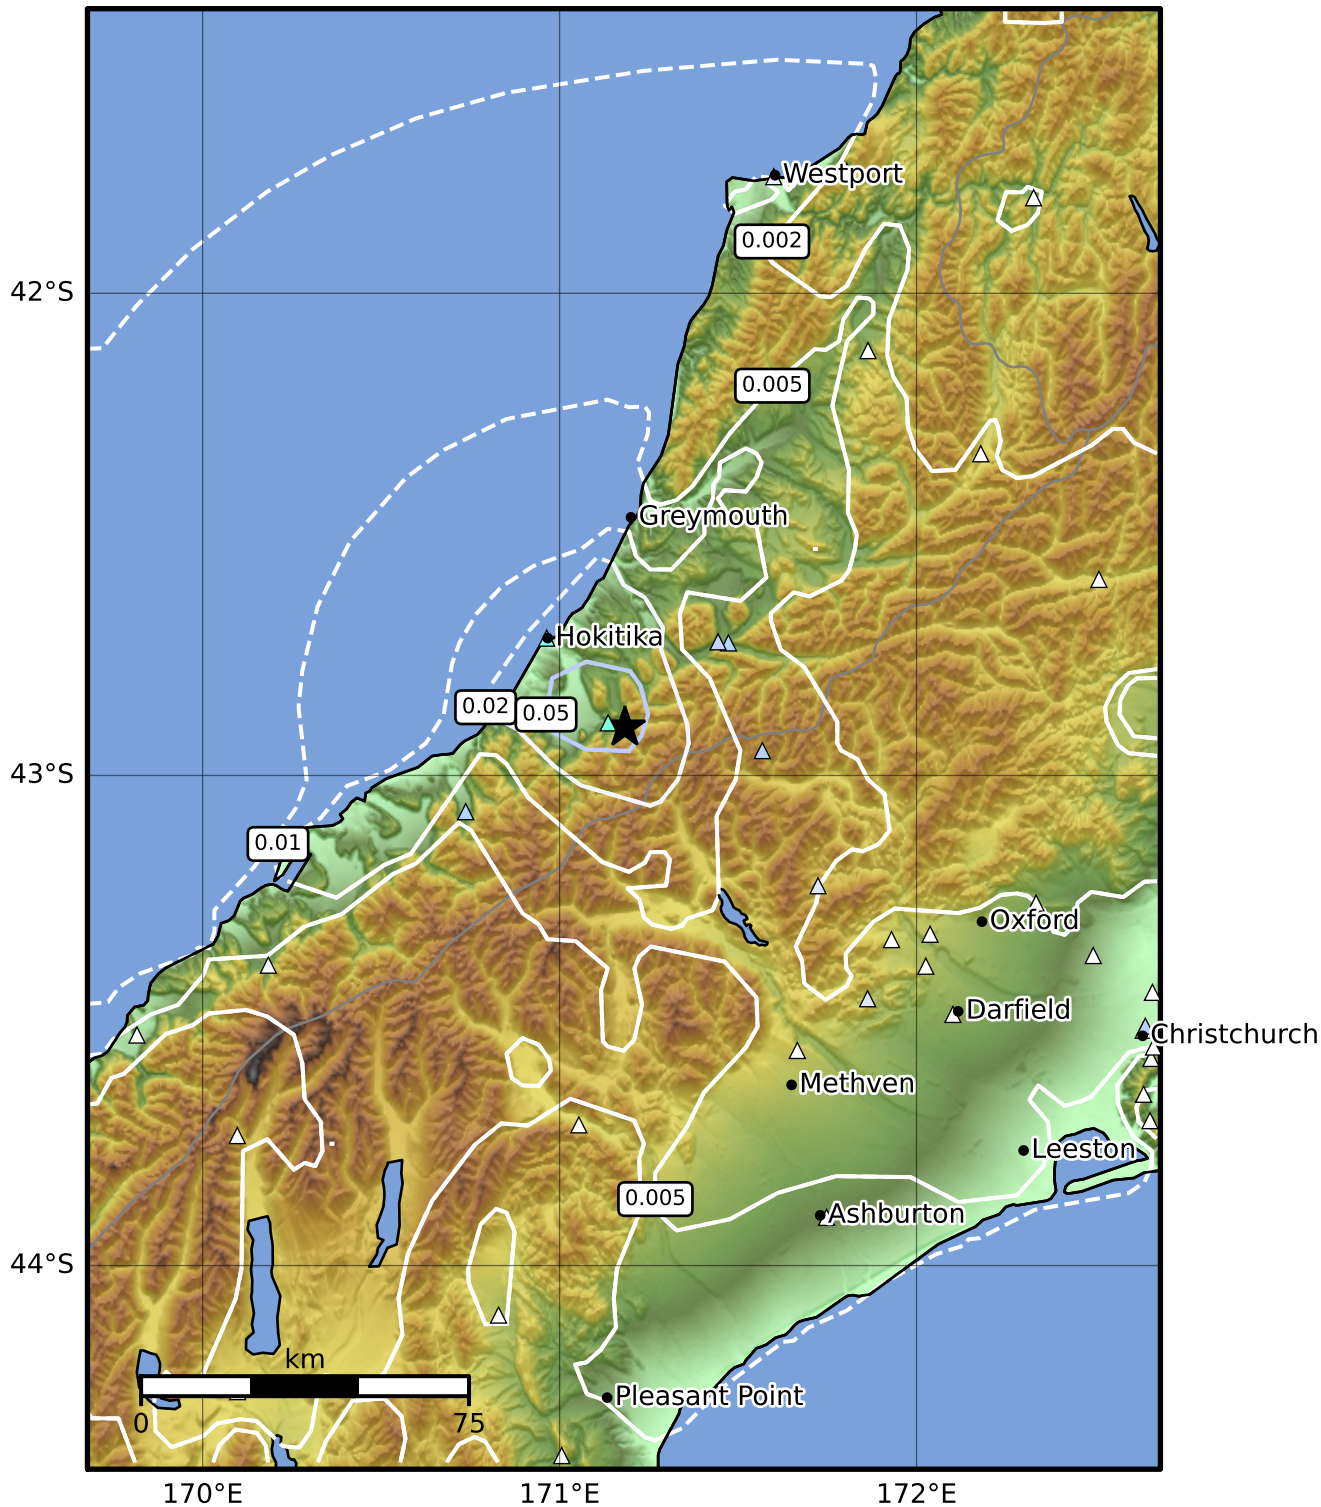 Westport
0.002
42°S
0.005
Greymouth
Hokitika
0.02
0.05
43°S
0.01
Oxford
Darfield
Christchurch
Methven
Leeston
0.005
Ashburton
44°S
km
0
75
Pleasant Point
170°E
171°E
172°E